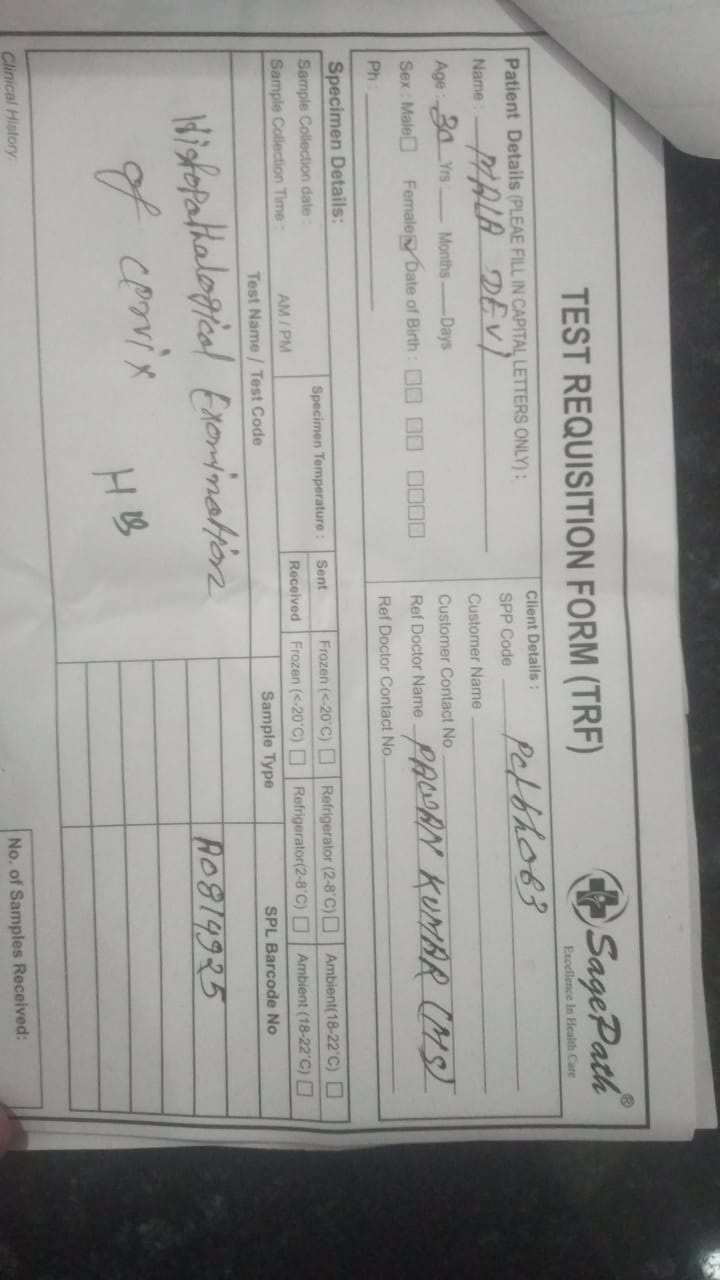 SagePath®
Excellence In Health Care
TEST REQUISITION FORM (TRF)
Patient Details (PLEAE FILL IN CAPITAL LETTERS ONLY) :
Name : MALA DEVI
Age : 30 Yrs : Months Days
Sex : Male Female Date of Birth :
Ph :
Client Details :
SPP Code
Customer Name
Customer Contact No
Ref Doctor Name PAWAN KUMAR (MS)
Ref Doctor Contact No
Specimen Details:
Sample Collection date :
Sample Collection Time : AM / PM
Specimen Temperature :
Sent Frozen (<-20°C) Refrigerator (2-8°C) Ambient(18-22°C)
Received Frozen (<-20°C) Refrigerator(2-8°C) Ambient (18-22°C)
Test Name / Test Code Sample Type SPL Barcode No
Histopathalogical Examination A0814925
of cervix HB
Clinical History:
No. of Samples Received: